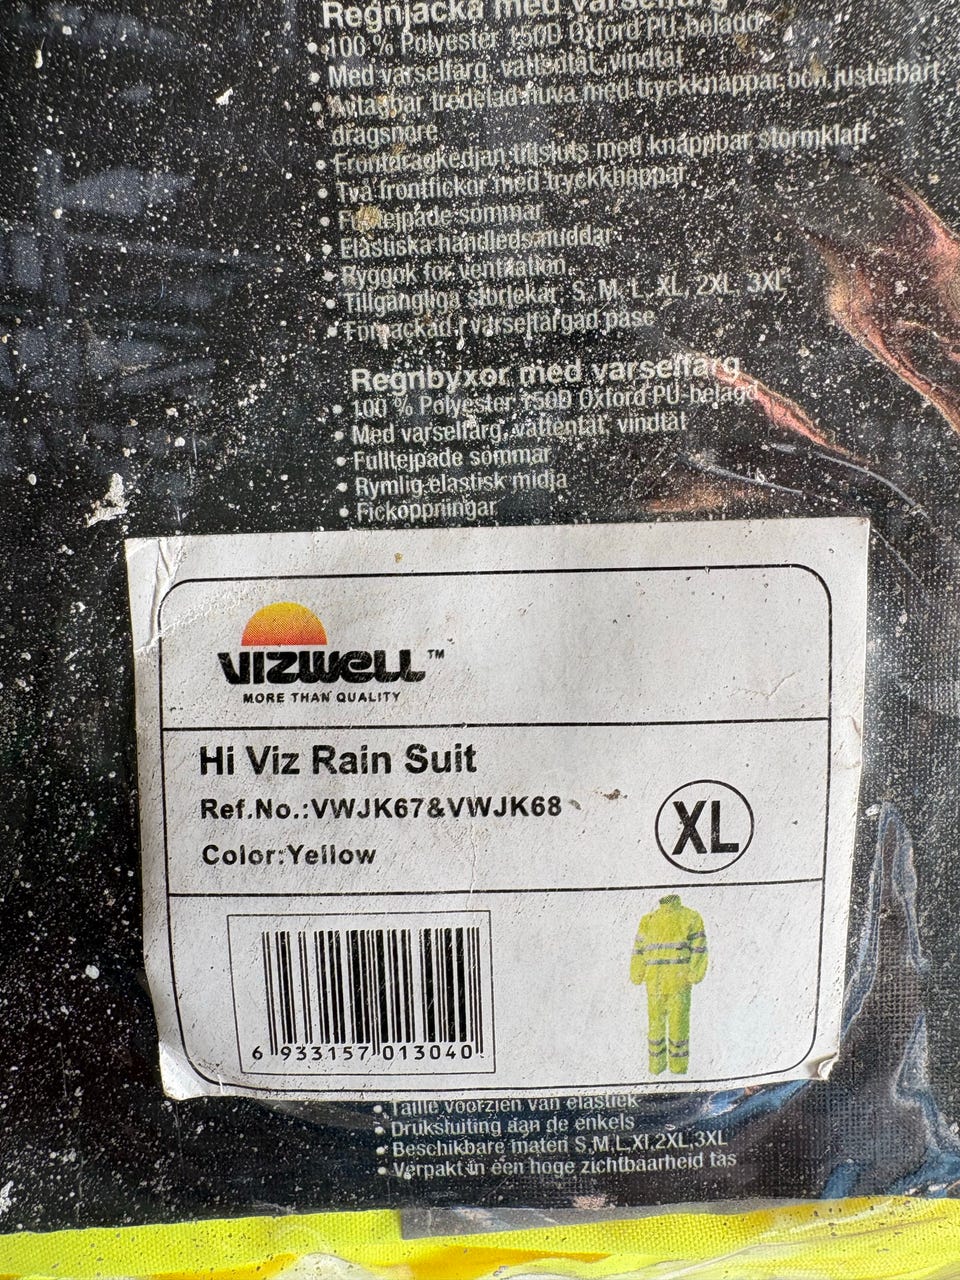 Regnjacka med varselfärg
• 100 % Polyester 150D Oxford PU-belagd
• Med varselfärg, vattentät, vindtät
• Avtagbar tredelad huva med tryckknappar och justerbart
dragsnöre
• Frontdragkedjan tillsluts med knäppbar stormklaff
• Två frontfickor med tryckknappar
• Fulltejpade sömmar
• Elastiska handledsmuddar
• Ryggok för ventilation
• Tillgängliga storlekar: S, M, L, XL, 2XL, 3XL
• Förpackad i varselfärgad påse
Regnbyxor med varselfärg
• 100 % Polyester 150D Oxford PU-belagd
• Med varselfärg, vattentät, vindtät
• Fulltejpade sömmar
• Rymlig elastisk midja
• Ficköppningar
VIZWELL™
MORE THAN QUALITY
Hi Viz Rain Suit
Ref.No.:VWJK67&VWJK68
XL
Color:Yellow
6 933157 013040
• Taille voorzien van elastiek
• Druksluiting aan de enkels
• Beschikbare maten S,M,L,Xl,2XL,3XL
• Verpakt in een hoge zichtbaarheid tas